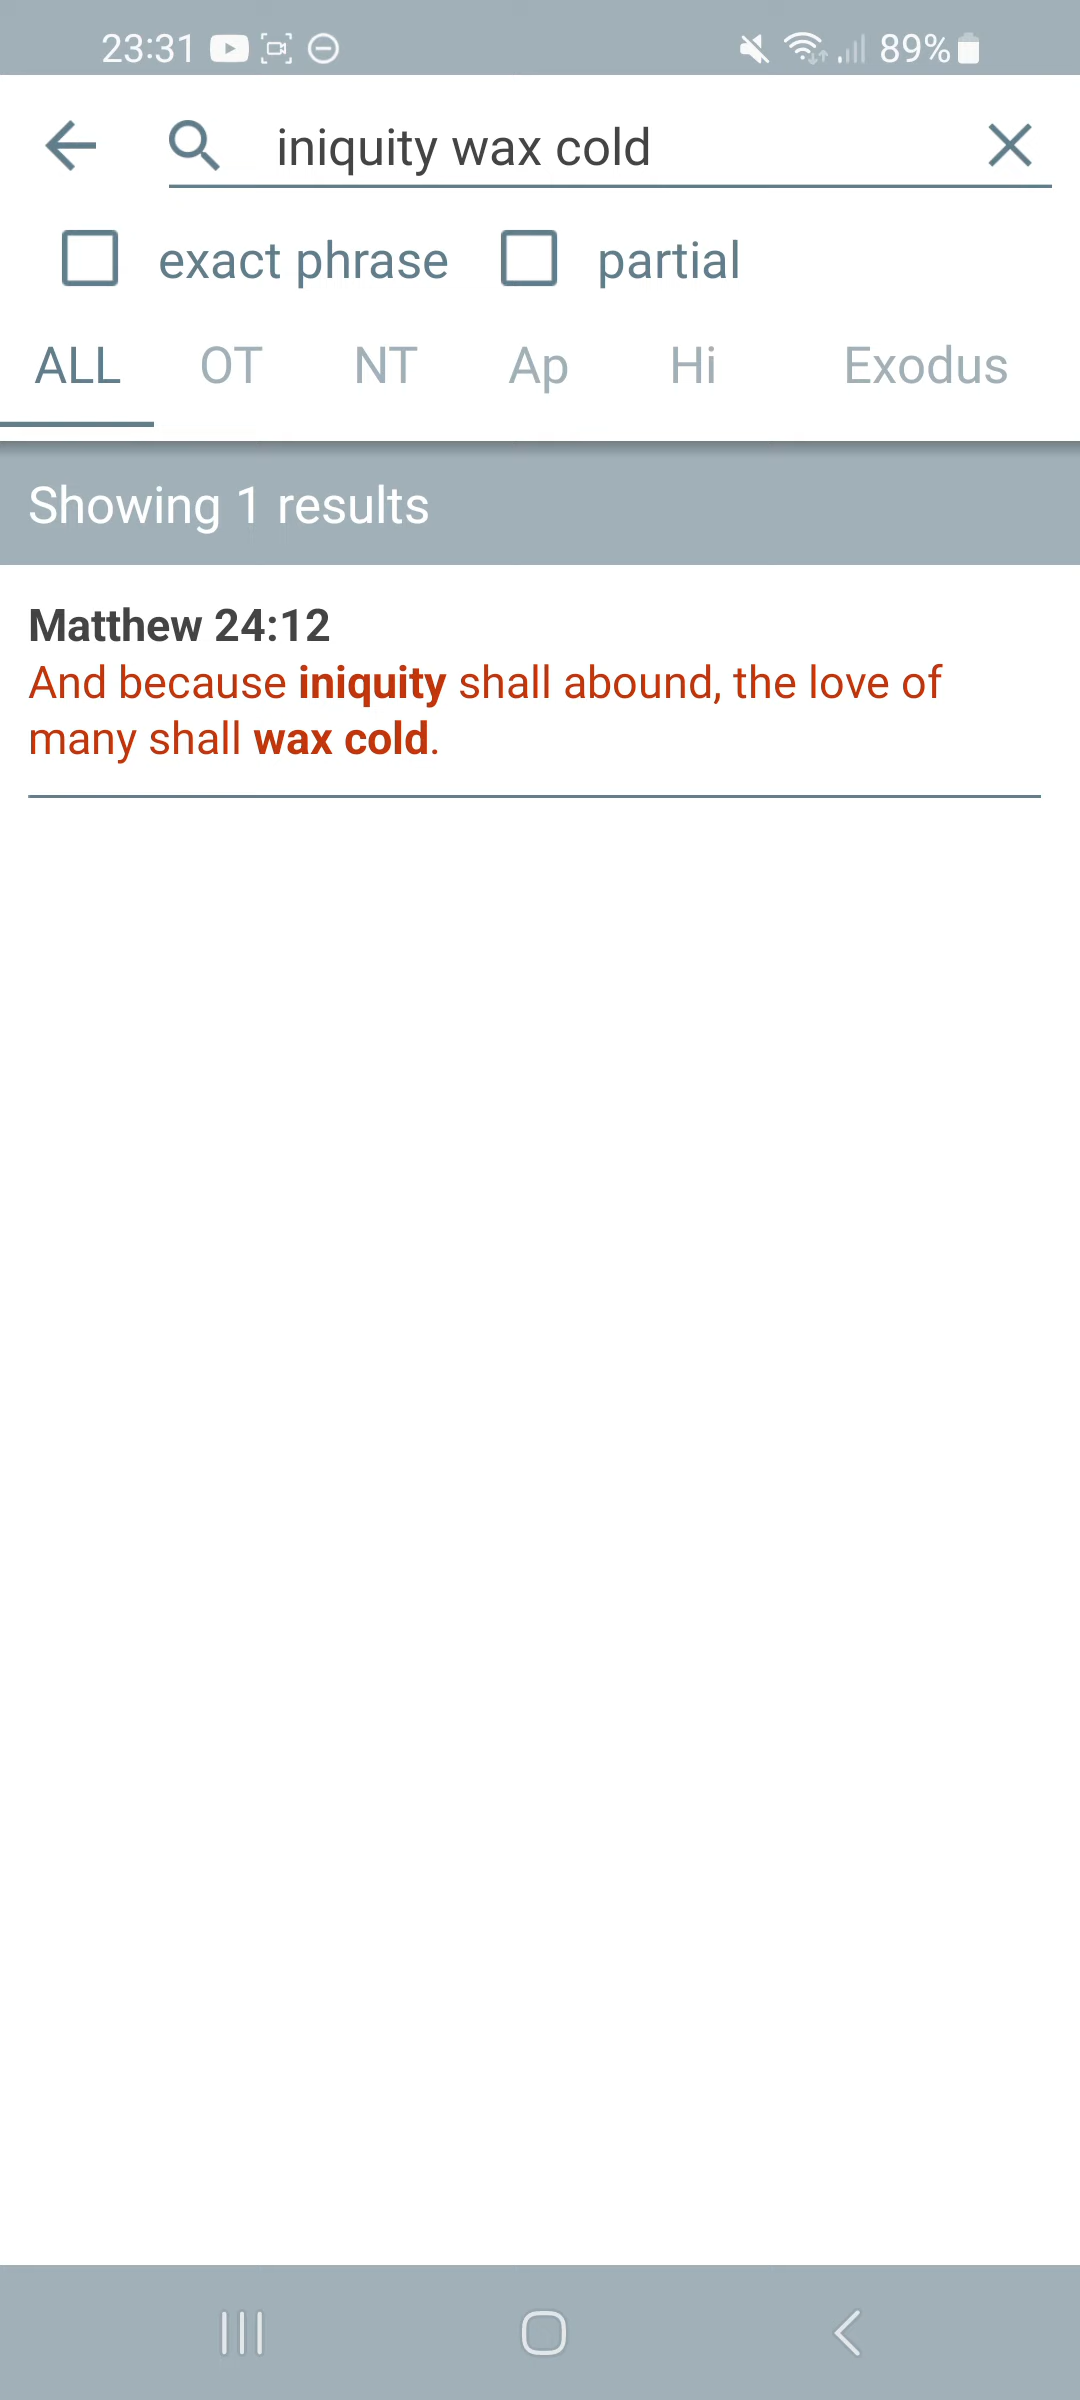 23:31 89%
iniquity wax cold
exact phrase partial
ALL OT NT Ap Hi Exodus
Showing 1 results
Matthew 24:12
And because iniquity shall abound, the love of
many shall wax cold.